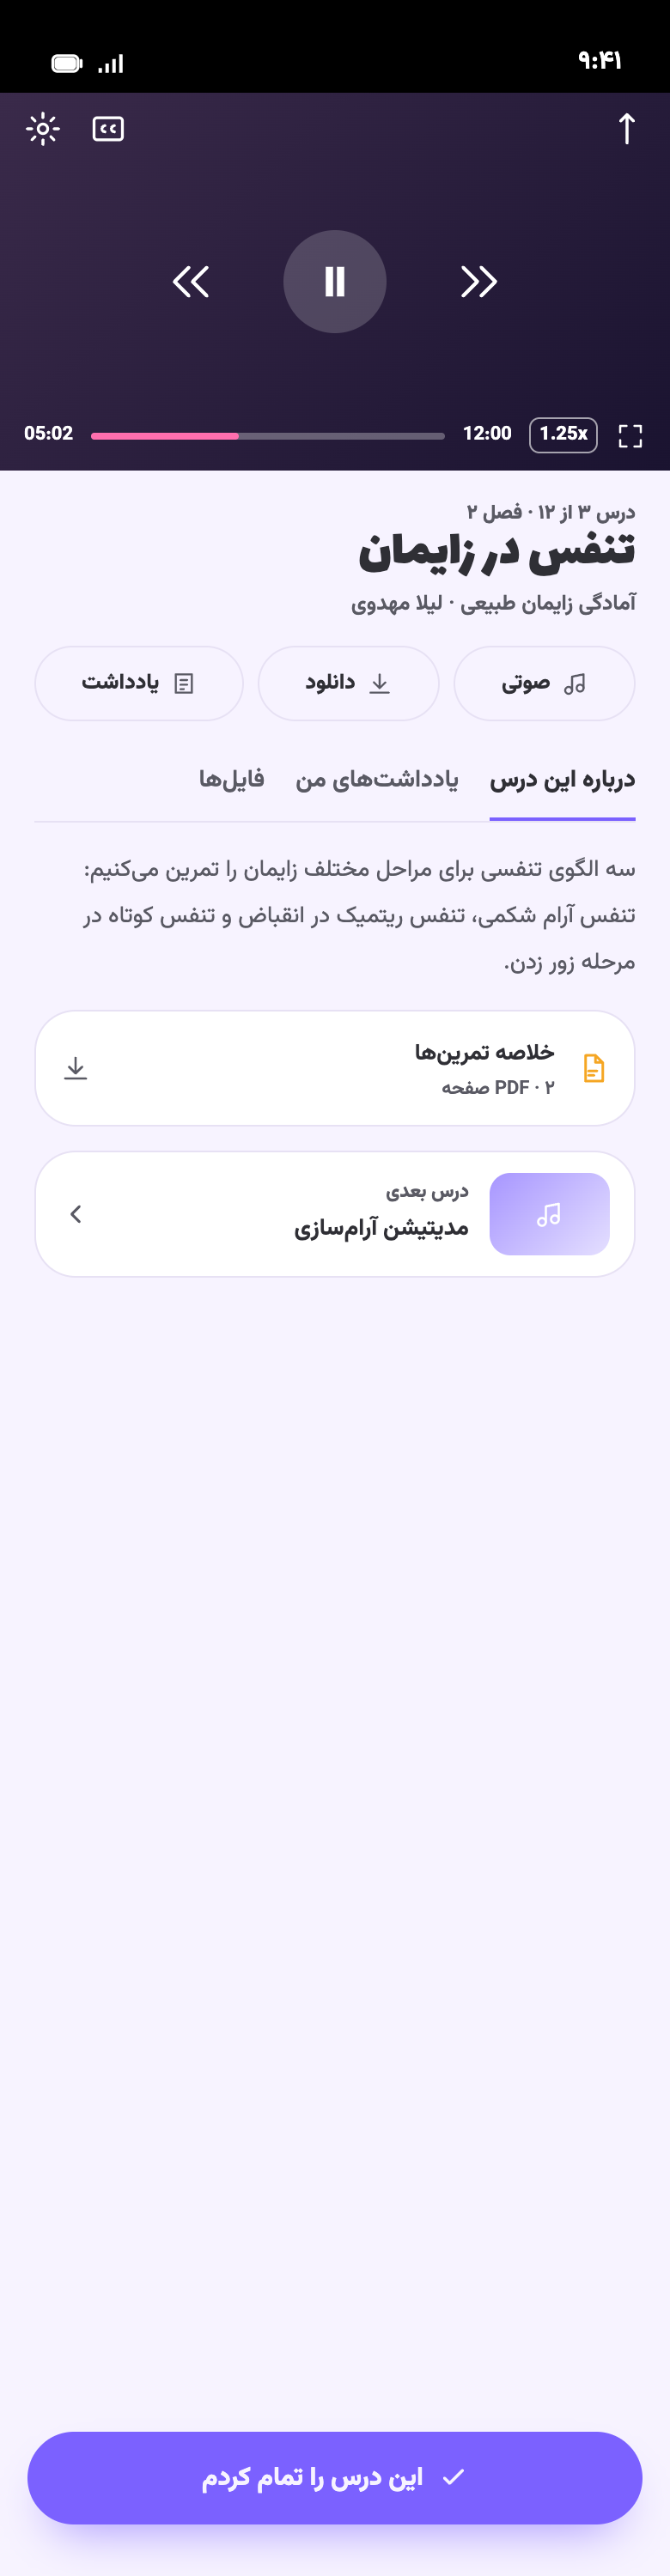 ۹:۴۱
CC
05:02
12:00
1.25x
درس ۳ از ۱۲ · فصل ۲
تنفس در زایمان
آمادگی زایمان طبیعی · لیلا مهدوی
صوتی
دانلود
یادداشت
درباره این درس
یادداشت‌های من
فایل‌ها
سه الگوی تنفسی برای مراحل مختلف زایمان را تمرین می‌کنیم:
تنفس آرام شکمی، تنفس ریتمیک در انقباض و تنفس کوتاه در
مرحله زور زدن.
خلاصه تمرین‌ها
PDF · ۲ صفحه
درس بعدی
مدیتیشن آرام‌سازی
این درس را تمام کردم